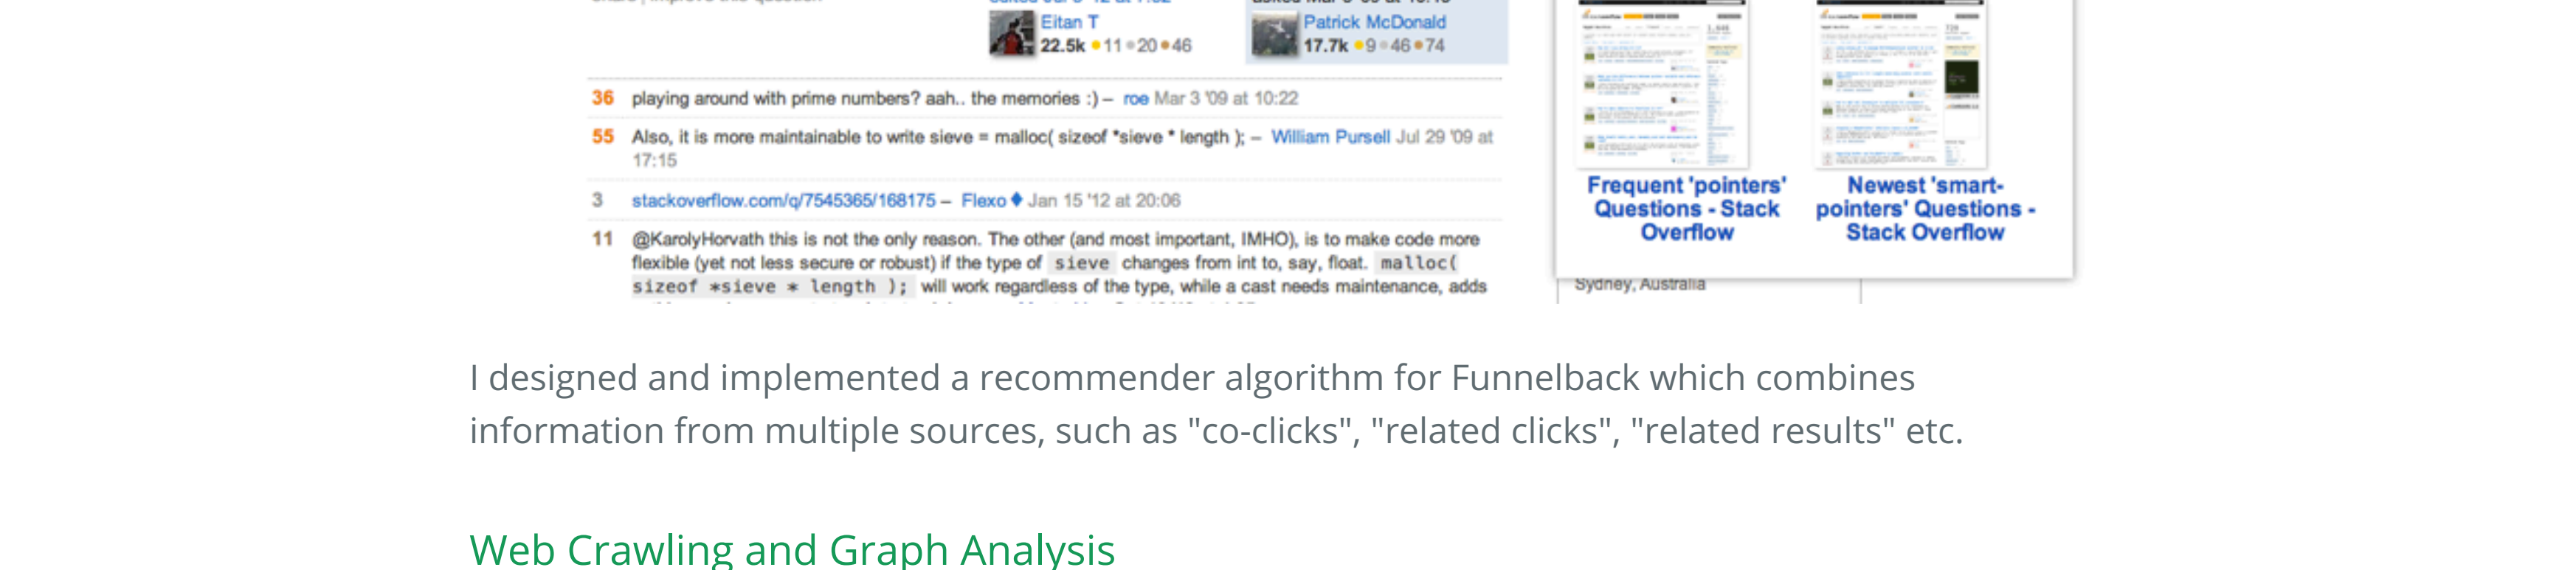 Eitan T
22.5k 11 20 46
Patrick McDonald
17.7k 9 46 74
36 playing around with prime numbers? aah.. the memories :) – roe Mar 3 '09 at 10:22
55 Also, it is more maintainable to write sieve = malloc( sizeof *sieve * length ); – William Pursell Jul 29 '09 at
17:15
3 stackoverflow.com/q/7545365/168175 – Flexo ♦ Jan 15 '12 at 20:06
11 @KarolyHorvath this is not the only reason. The other (and most important, IMHO), is to make code more
flexible (yet not less secure or robust) if the type of sieve changes from int to, say, float. malloc(
sizeof *sieve * length ); will work regardless of the type, while a cast needs maintenance, adds
Frequent 'pointers'
Questions - Stack
Overflow
Newest 'smart-
pointers' Questions -
Stack Overflow
Sydney, Australia
I designed and implemented a recommender algorithm for Funnelback which combines
information from multiple sources, such as "co-clicks", "related clicks", "related results" etc.
Web Crawling and Graph Analysis